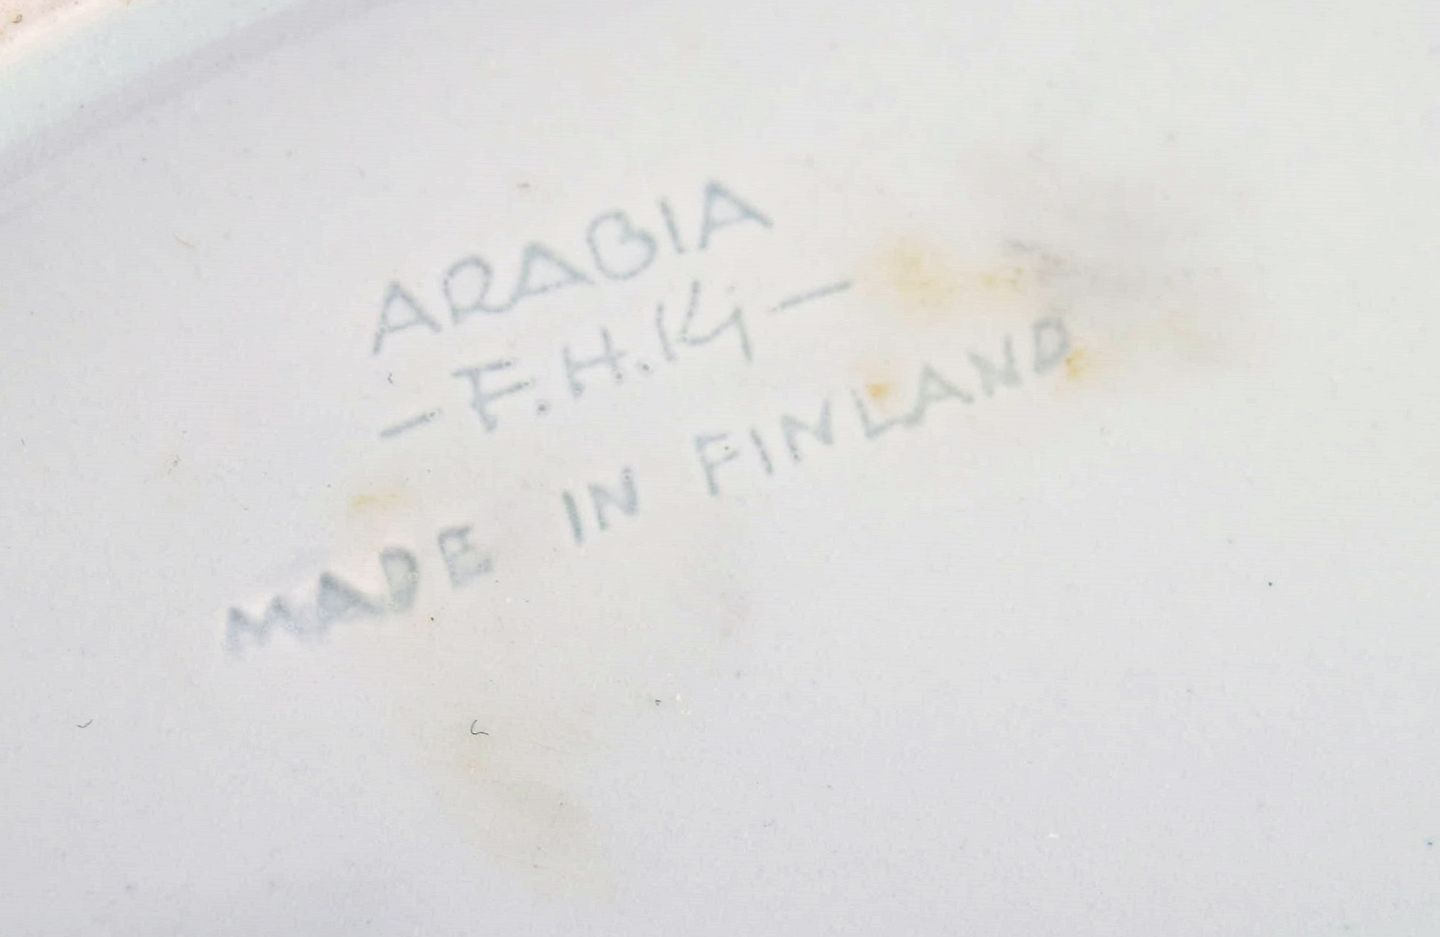 ARABIA
— F.H.14 —
MADE IN FINLAND